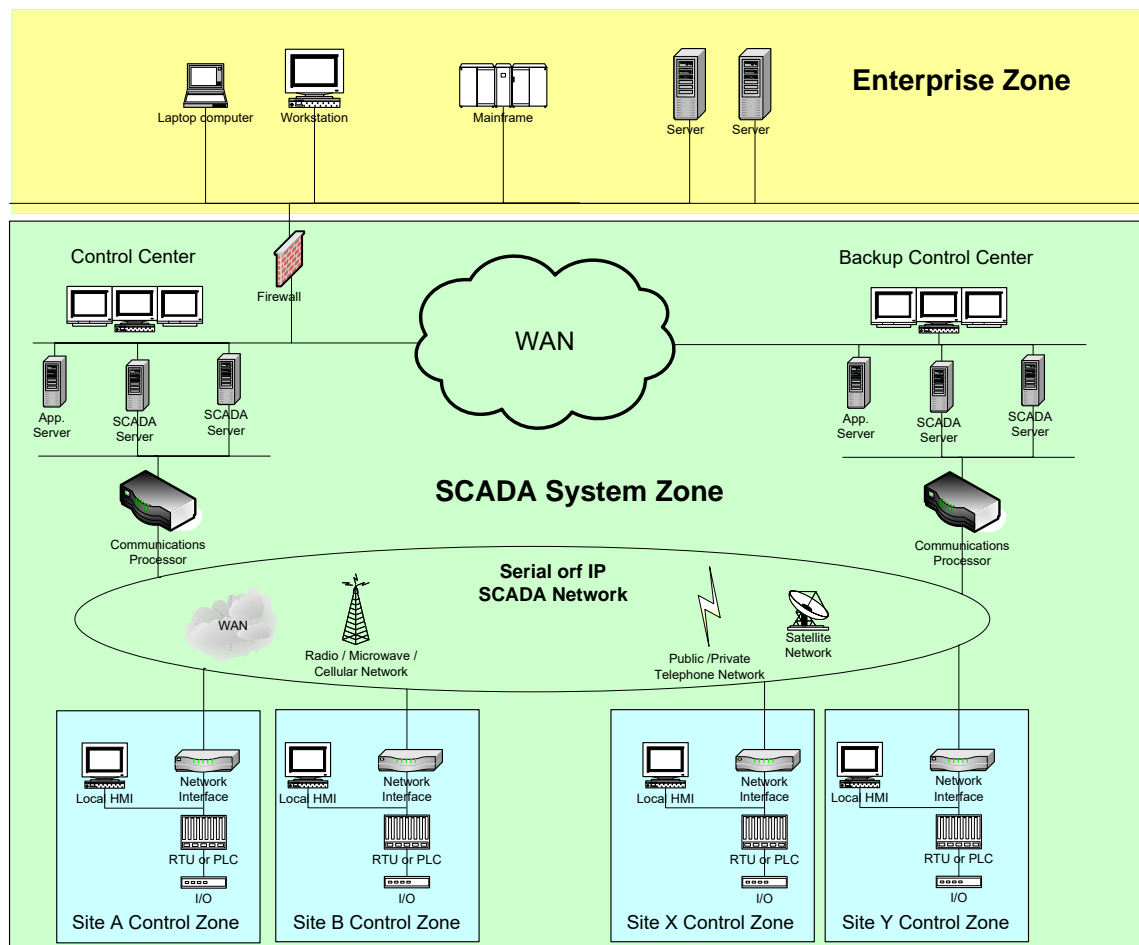 Enterprise Zone
Laptop computer
Workstation
Mainframe
Server
Server
Control Center
Firewall
WAN
Backup Control Center
App.
Server
SCADA
Server
SCADA
Server
App.
Server
SCADA
Server
SCADA
Server
SCADA System Zone
Communications
Processor
Communications
Processor
Serial orf IP
SCADA Network
WAN
Radio / Microwave /
Cellular Network
Public /Private
Telephone Network
Satellite
Network
Local HMI
Network
Interface
RTU or PLC
I/O
Site A Control Zone
Local HMI
Network
Interface
RTU or PLC
I/O
Site B Control Zone
Local HMI
Network
Interface
RTU or PLC
I/O
Site X Control Zone
Local HMI
Network
Interface
RTU or PLC
I/O
Site Y Control Zone